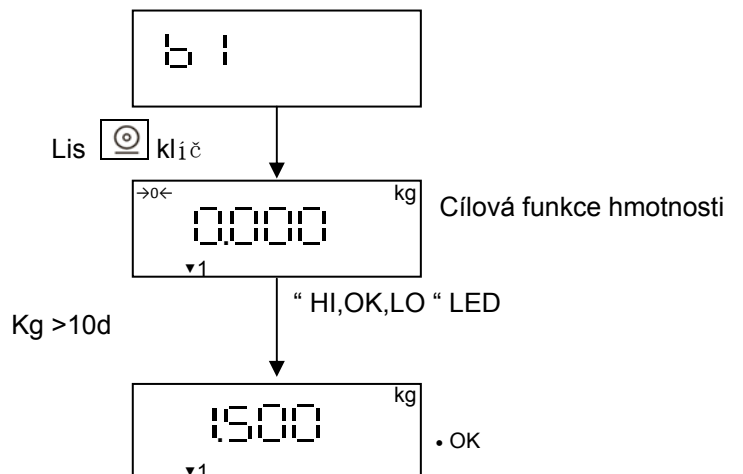 b 1
Lis klíč
→0← kg
0.000
▼1
Cílová funkce hmotnosti
“ HI,OK,LO “ LED
Kg >10d
kg
1.500
▼1
• OK